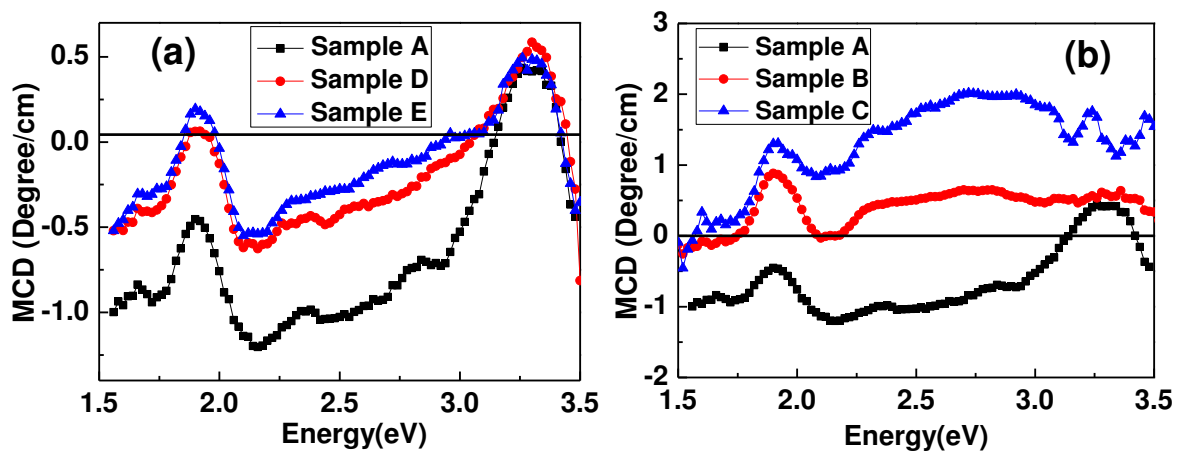 (a)
Sample A
Sample D
Sample E
0.5
0.0
-0.5
-1.0
MCD (Degree/cm)
1.5 2.0 2.5 3.0 3.5
Energy(eV)
(b)
Sample A
Sample B
Sample C
3
2
1
0
-1
-2
MCD (Degree/cm)
1.5 2.0 2.5 3.0 3.5
Energy(eV)